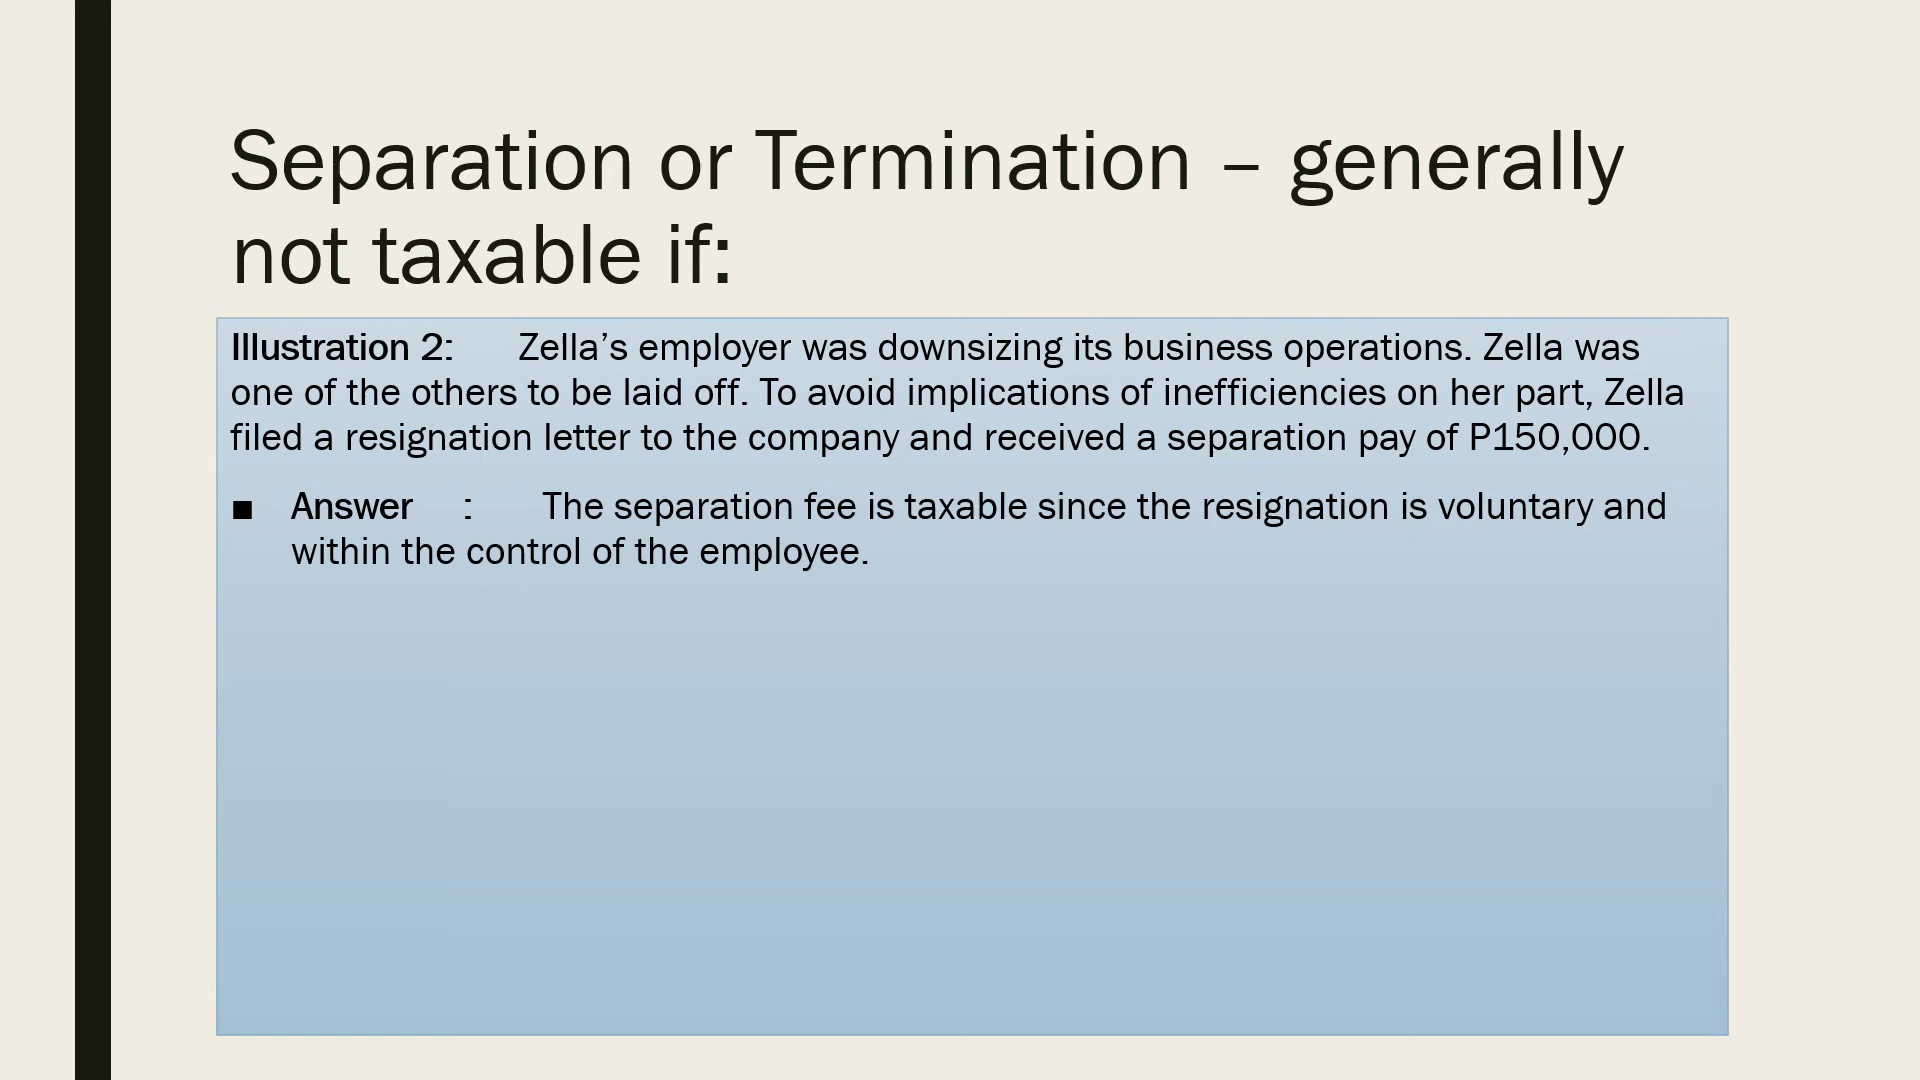 Separation or Termination – generally
not taxable if:
Illustration 2: Zella’s employer was downsizing its business operations. Zella was
one of the others to be laid off. To avoid implications of inefficiencies on her part, Zella
filed a resignation letter to the company and received a separation pay of P150,000.
■ Answer : The separation fee is taxable since the resignation is voluntary and
within the control of the employee.